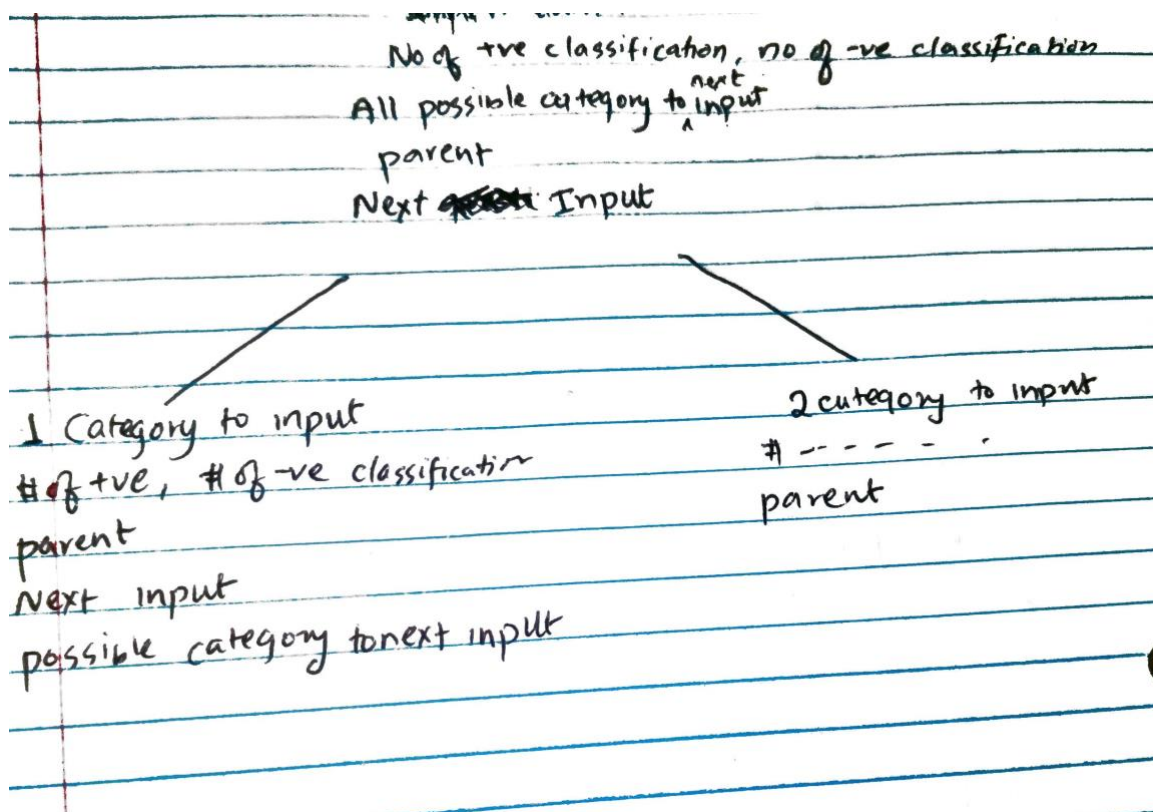 No of +ve classification, no of -ve classification
All possible category to next input
parent
Next Input
1 Category to input
# of +ve, # of -ve classification
parent
Next input
possible category to next input
2 cutegory to input
# - - - - - .
parent